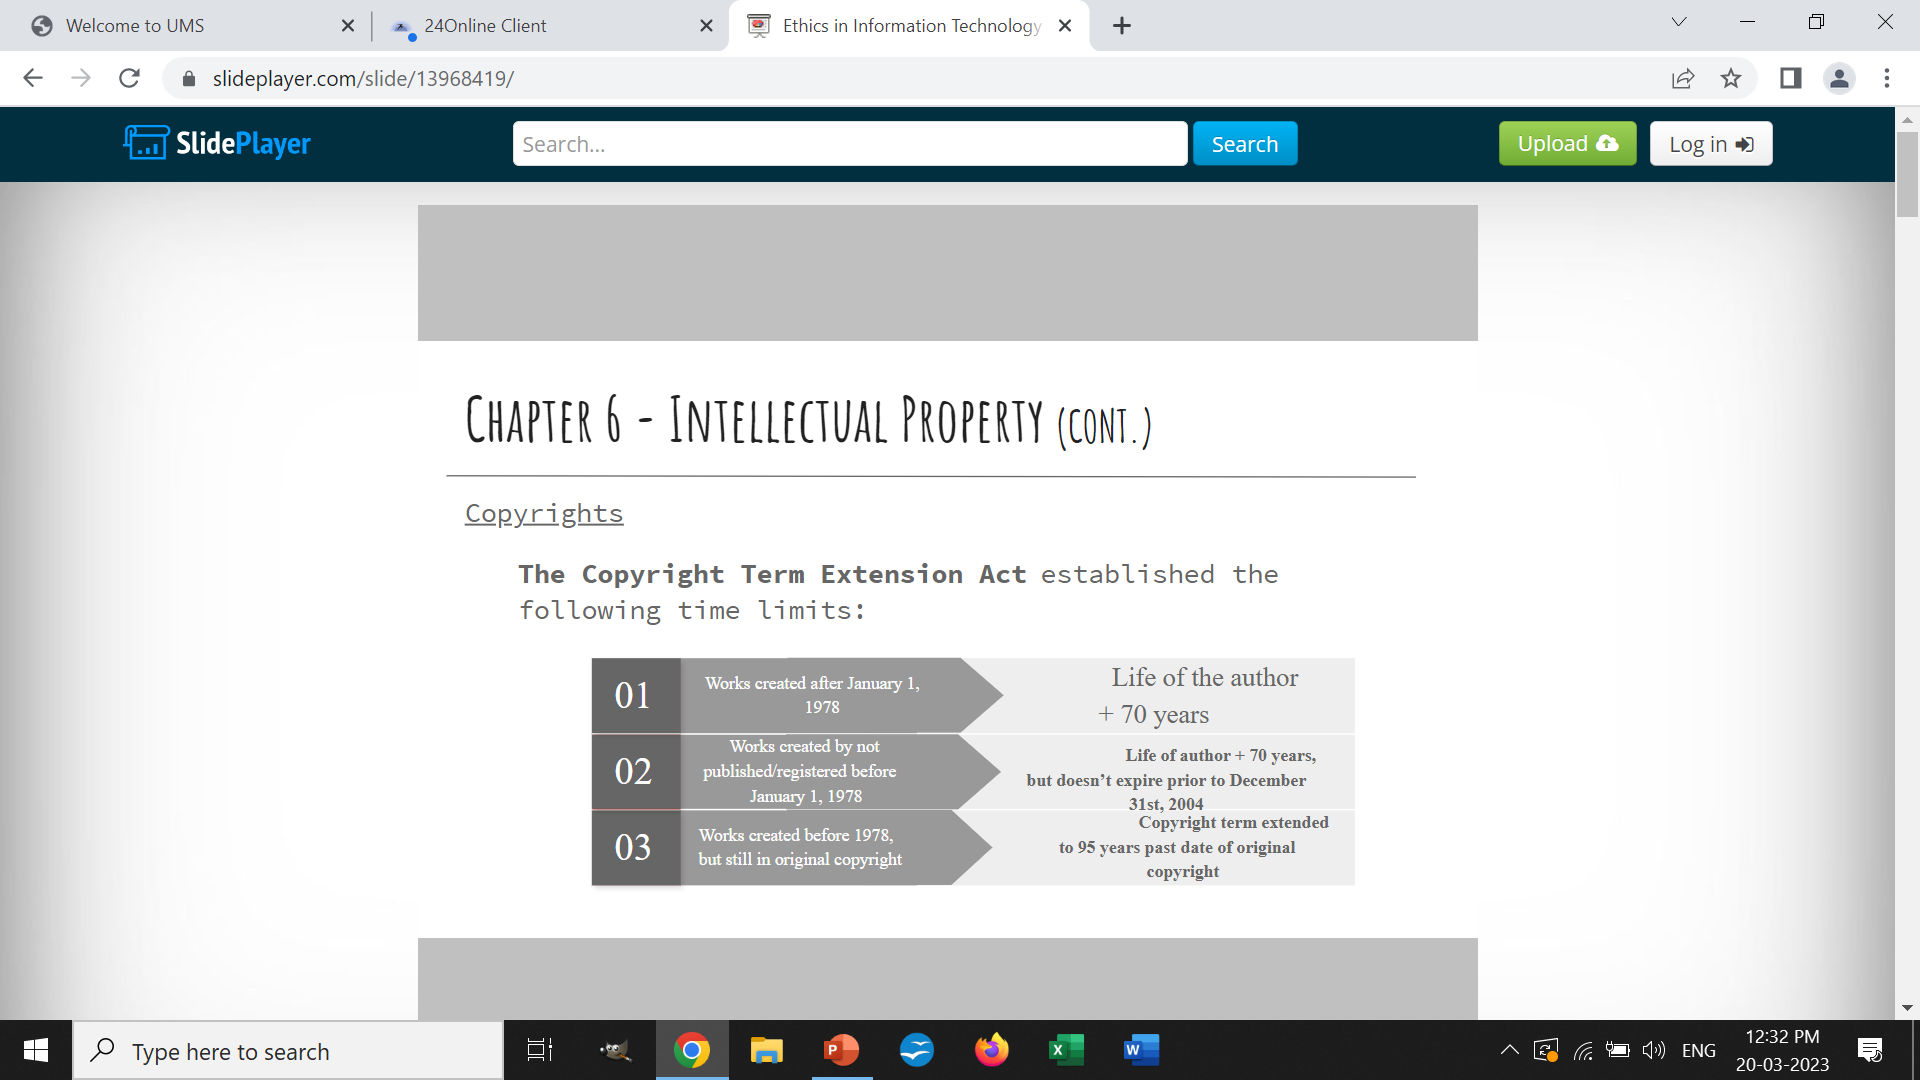 Welcome to UMS
24Online Client
Ethics in Information Technology
slideplayer.com/slide/13968419/
SlidePlayer
Search...
Search
Upload
Log in
CHAPTER 6 - INTELLECTUAL PROPERTY (CONT.)
Copyrights
The Copyright Term Extension Act established the
following time limits:
01
Works created after January 1,
1978
Life of the author
+ 70 years
02
Works created by not
published/registered before
January 1, 1978
Life of author + 70 years,
but doesn’t expire prior to December
31st, 2004
03
Works created before 1978,
but still in original copyright
Copyright term extended
to 95 years past date of original
copyright
Type here to search
ENG
12:32 PM
20-03-2023